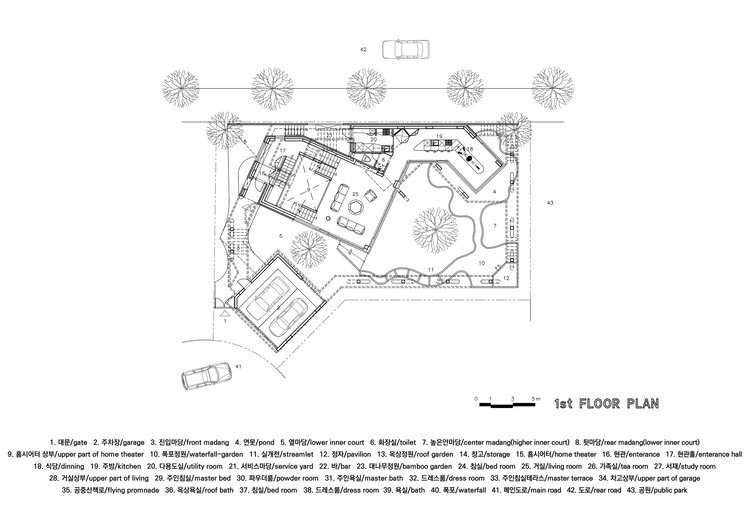 42
20
19
18
17
6
16
9
25
4
43
7
5
10
11
12
2
1
41
0 1 3 5m
1st FLOOR PLAN
1. 대문/gate 2. 주차장/garage 3. 진입마당/front madang 4. 연못/pond 5. 옆마당/lower inner court 6. 화장실/toilet 7. 높은안마당/center madang(higher inner court) 8. 뒷마당/rear madang(lower inner court)
9. 홈시어터 상부/upper part of home theater 10. 폭포정원/waterfall-garden 11. 실개천/streamlet 12. 정자/pavilion 13. 옥상정원/roof garden 14. 창고/storage 15. 홈시어터/home theater 16. 현관/enterance 17. 현관홀/enterance hall
18. 식당/dinning 19. 주방/kitchen 20. 다용도실/utility room 21. 서비스마당/service yard 22. 바/bar 23. 대나무정원/bamboo garden 24. 침실/bed room 25. 거실/living room 26. 가족실/tea room 27. 서재/study room
28. 거실상부/upper part of living 29. 주인침실/master bed 30. 파우더룸/powder room 31. 주인욕실/master bath 32. 드레스룸/dress room 33. 주인침실테라스/master terrace 34. 차고상부/upper part of garage
35. 공중산책로/flying promnade 36. 옥상욕실/roof bath 37. 침실/bed room 38. 드레스룸/dress room 39. 욕실/bath 40. 폭포/waterfall 41. 메인도로/main road 42. 도로/rear road 43. 공원/public park